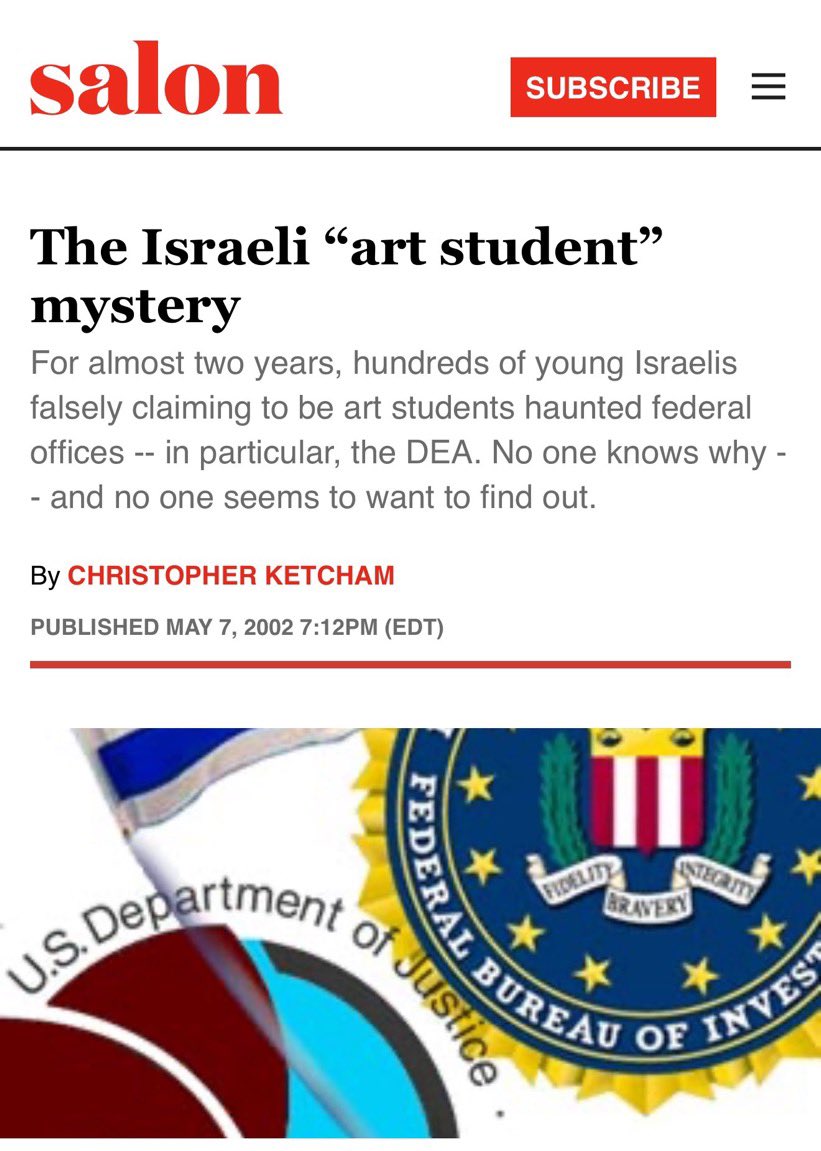 salon
SUBSCRIBE
The Israeli “art student”
mystery
For almost two years, hundreds of young Israelis
falsely claiming to be art students haunted federal
offices -- in particular, the DEA. No one knows why -
- and no one seems to want to find out.
By CHRISTOPHER KETCHAM
PUBLISHED MAY 7, 2002 7:12PM (EDT)
U.S. Department of Justice
FEDERAL BUREAU OF INVEST
FIDELITY
BRAVERY
INTEGRITY